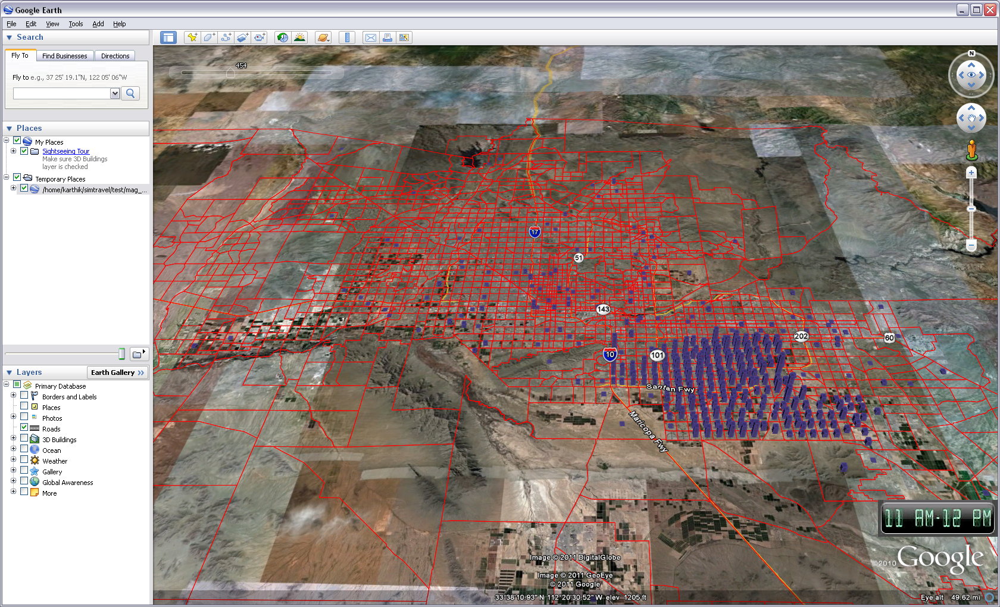 Google Earth
File Edit View Tools Add Help
Search
Fly To Find Businesses Directions
Fly to e.g., 37 25' 19.1"N, 122 05' 06"W
Places
My Places
Sightseeing Tour
Make sure 3D Buildings
layer is checked
Temporary Places
/home/karthik/simtravel/test/mag_...
Layers
Earth Gallery »
Primary Database
Borders and Labels
Places
Photos
Roads
3D Buildings
Ocean
Weather
Gallery
Global Awareness
More
454
N
17
51
143
202
60
10
101
Santan Fwy
Maricopa Fwy
11 AM-12 PM
©2010 Google
Image © 2011 DigitalGlobe
Image © 2011 GeoEye
© 2011 Google
33°38'10.93" N 112°20'30.52" W elev 1205 ft
Eye alt 49.62 mi